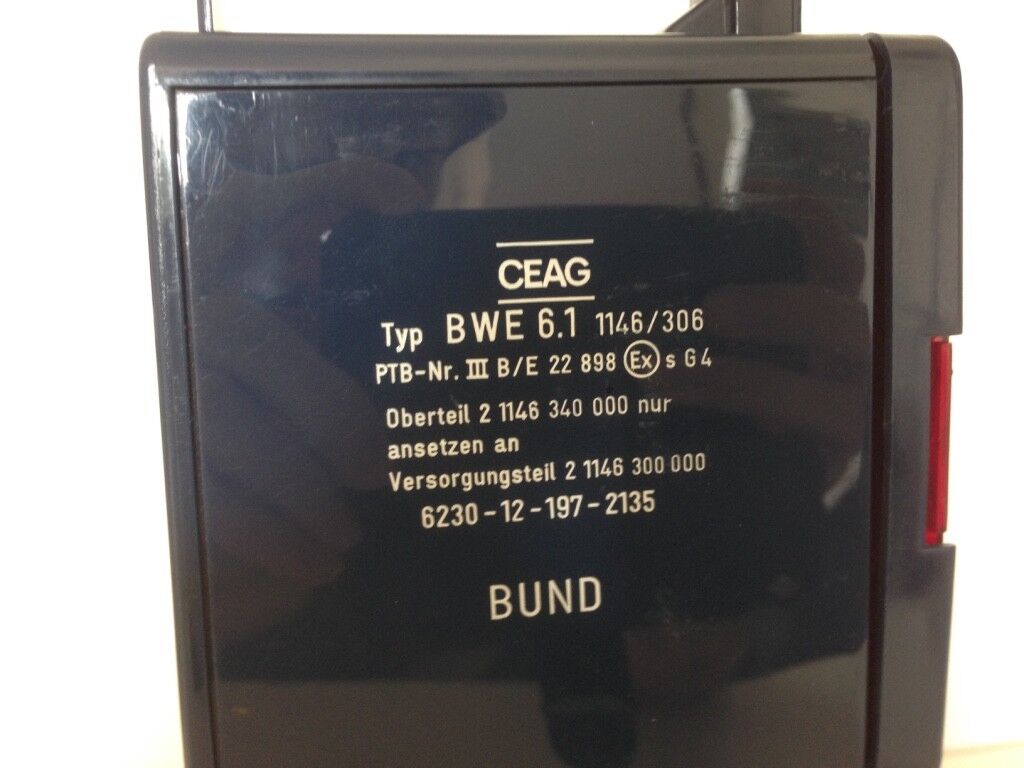 CEAG
Typ BWE 6.1 1146/306
PTB-Nr. III B/E 22 898 Ex s G4
Oberteil 2 1146 340 000 nur
ansetzen an
Versorgungsteil 2 1146 300 000
6230-12-197-2135
BUND